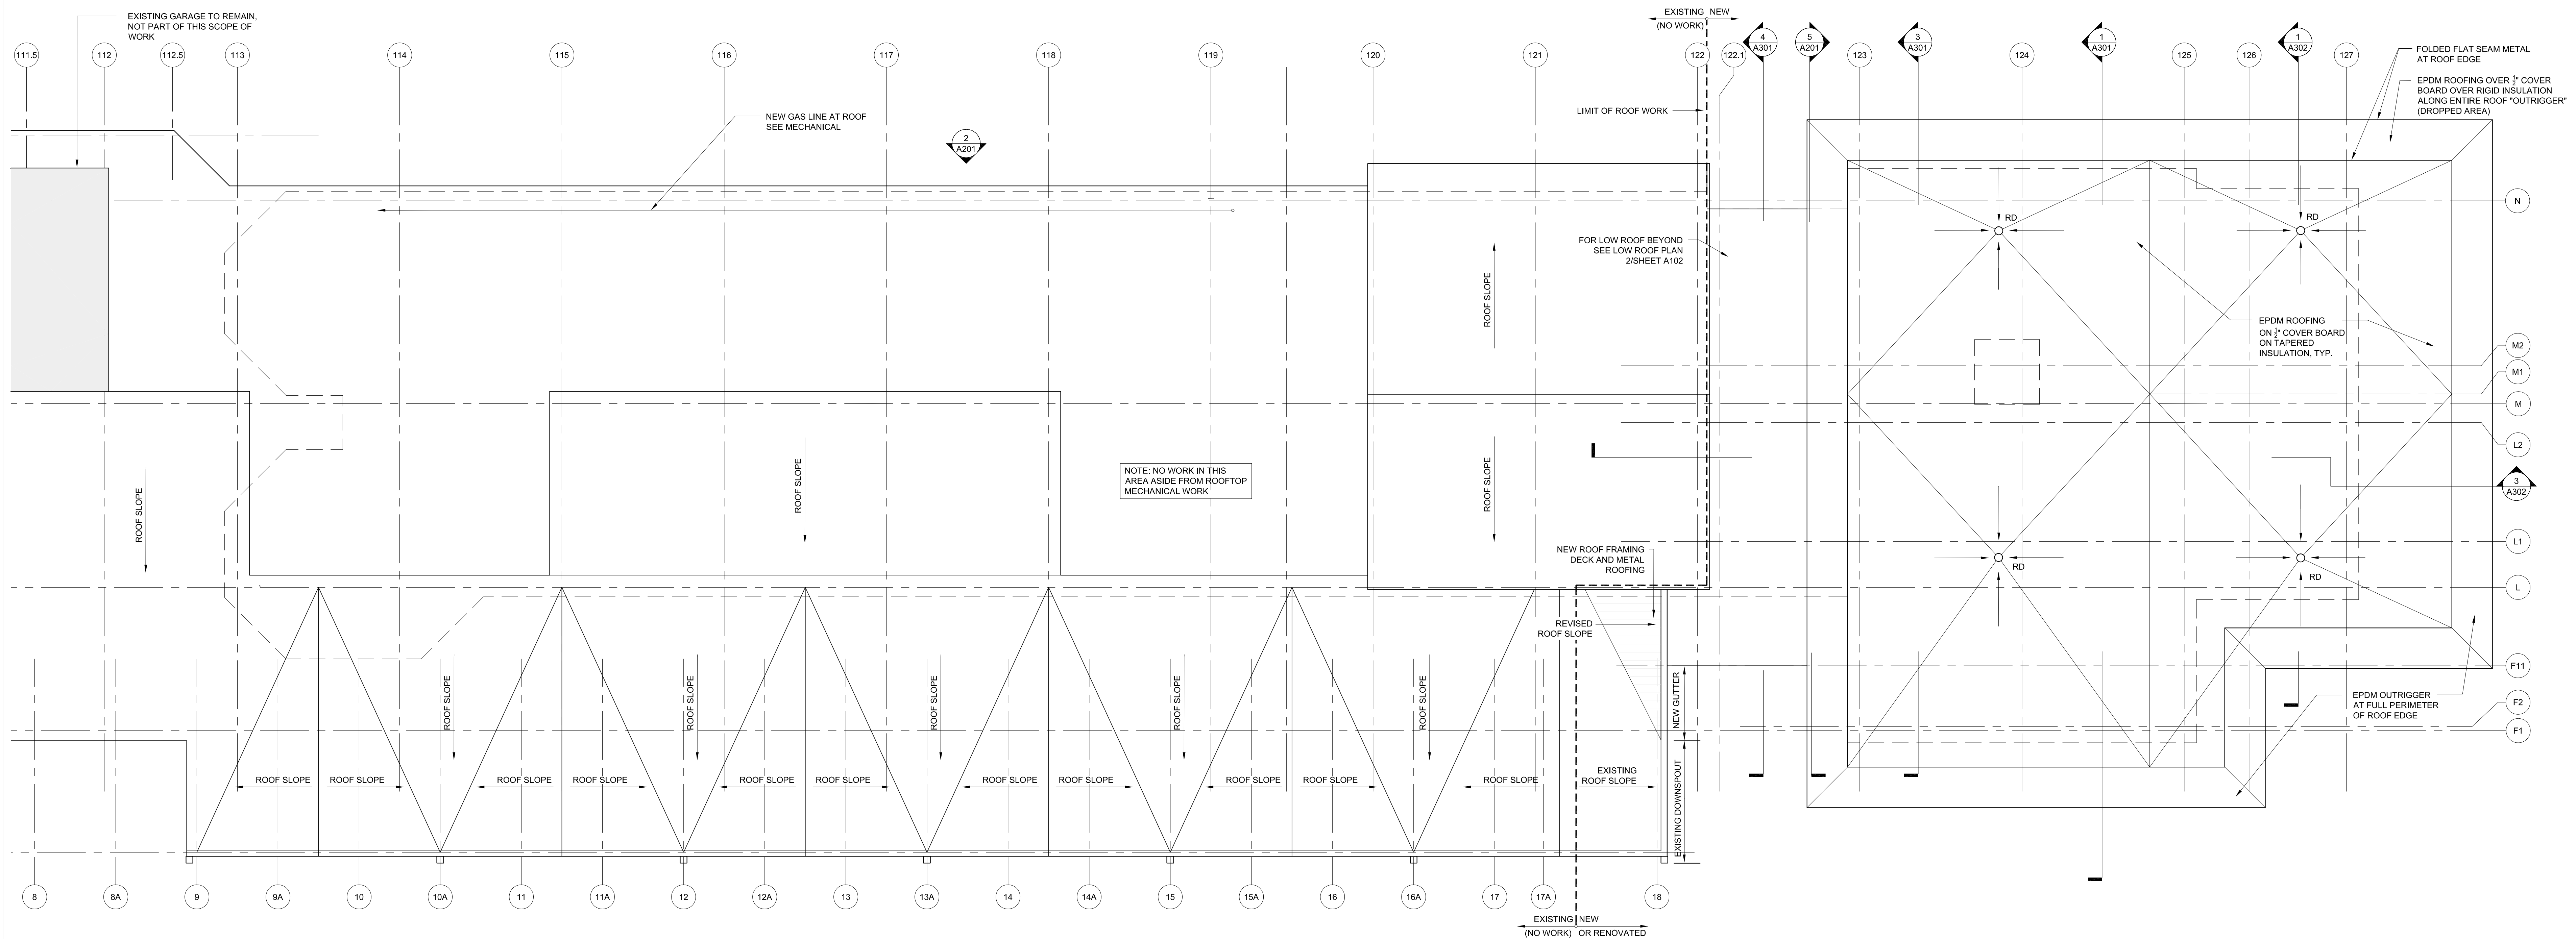 EXISTING GARAGE TO REMAIN,
NOT PART OF THIS SCOPE OF
WORK
EXISTING NEW
(NO WORK)
111.5
112
112.5
113
114
115
116
117
118
119
120
121
122
122.1
4
A301
5
A201
123
3
A301
124
1
A301
125
126
1
A302
127
FOLDED FLAT SEAM METAL
AT ROOF EDGE
EPDM ROOFING OVER ½" COVER
BOARD OVER RIGID INSULATION
ALONG ENTIRE ROOF "OUTRIGGER"
(DROPPED AREA)
NEW GAS LINE AT ROOF
SEE MECHANICAL
2
A201
LIMIT OF ROOF WORK
N
RD
RD
FOR LOW ROOF BEYOND
SEE LOW ROOF PLAN
2/SHEET A102
ROOF SLOPE
EPDM ROOFING
ON ½" COVER BOARD
ON TAPERED
INSULATION, TYP.
M2
M1
M
L2
3
A302
ROOF SLOPE
ROOF SLOPE
ROOF SLOPE
NOTE: NO WORK IN THIS
AREA ASIDE FROM ROOFTOP
MECHANICAL WORK
NEW ROOF FRAMING
DECK AND METAL
ROOFING
RD
RD
L1
L
REVISED
ROOF SLOPE
F11
ROOF SLOPE
ROOF SLOPE
ROOF SLOPE
ROOF SLOPE
ROOF SLOPE
NEW GUTTER
EPDM OUTRIGGER
AT FULL PERIMETER
OF ROOF EDGE
F2
F1
ROOF SLOPE
ROOF SLOPE
ROOF SLOPE
ROOF SLOPE
ROOF SLOPE
ROOF SLOPE
ROOF SLOPE
ROOF SLOPE
ROOF SLOPE
ROOF SLOPE
ROOF SLOPE
EXISTING
ROOF SLOPE
EXISTING DOWNSPOUT
8
8A
9
9A
10
10A
11
11A
12
12A
13
13A
14
14A
15
15A
16
16A
17
17A
18
EXISTING NEW
(NO WORK) OR RENOVATED